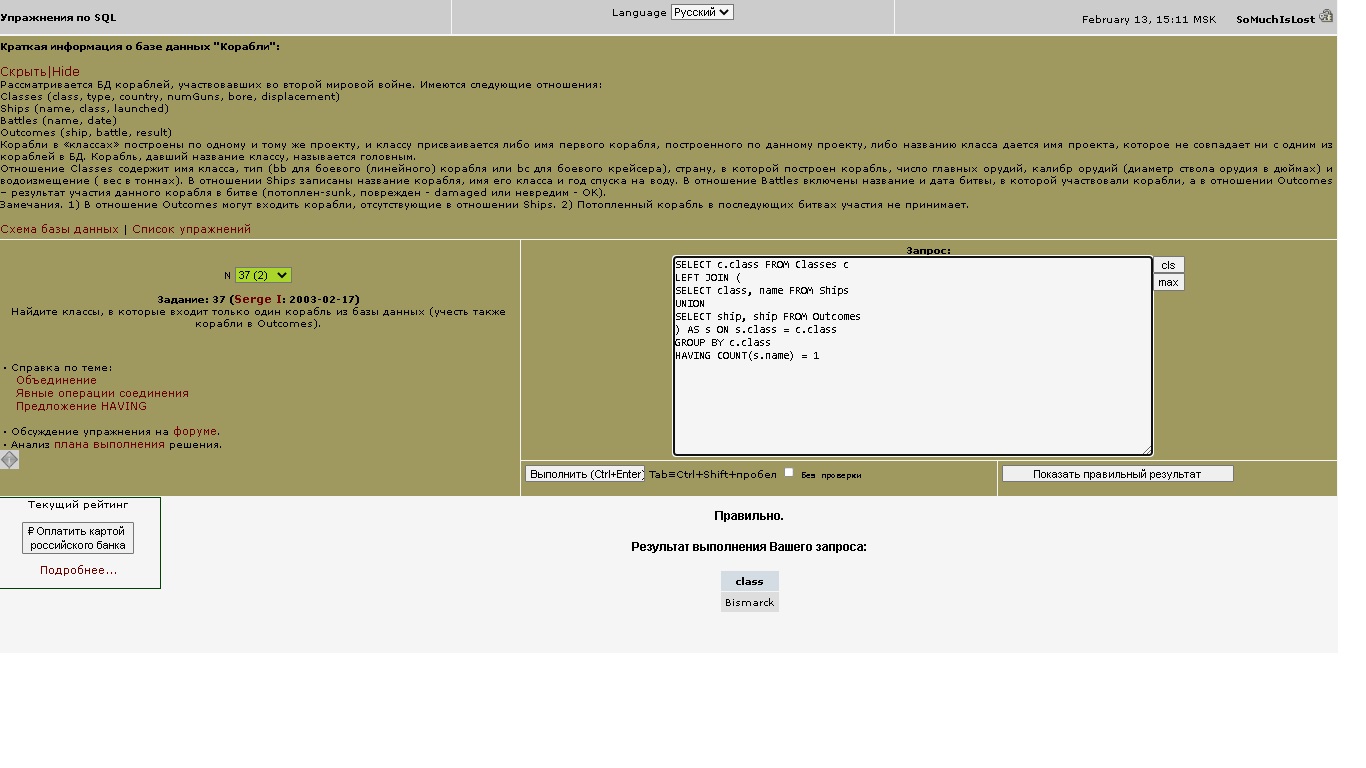 Упражнения по SQL
Language Русский
February 13, 15:11 MSK SoMuchIsLost
Краткая информация о базе данных "Корабли":
Скрыть|Hide
Рассматривается БД кораблей, участвовавших во второй мировой войне. Имеются следующие отношения:
Classes (class, type, country, numGuns, bore, displacement)
Ships (name, class, launched)
Battles (name, date)
Outcomes (ship, battle, result)
Корабли в «классах» построены по одному и тому же проекту, и классу присваивается либо имя первого корабля, построенного по данному проекту, либо названию класса дается имя проекта, которое не совпадает ни с одним из
кораблей в БД. Корабль, давший название классу, называется головным.
Отношение Classes содержит имя класса, тип (bb для боевого (линейного) корабля или bc для боевого крейсера), страну, в которой построен корабль, число главных орудий, калибр орудий (диаметр ствола орудия в дюймах) и
водоизмещение ( вес в тоннах). В отношении Ships записаны название корабля, имя его класса и год спуска на воду. В отношение Battles включены название и дата битвы, в которой участвовали корабли, а в отношении Outcomes
– результат участия данного корабля в битве (потоплен-sunk, поврежден - damaged или невредим - OK).
Замечания. 1) В отношение Outcomes могут входить корабли, отсутствующие в отношении Ships. 2) Потопленный корабль в последующих битвах участия не принимает.
Схема базы данных | Список упражнений
N 37 (2)
Задание: 37 (Serge I: 2003-02-17)
Найдите классы, в которые входит только один корабль из базы данных (учесть также
корабли в Outcomes).
• Справка по теме:
Объединение
Явные операции соединения
Предложение HAVING
• Обсуждение упражнения на форуме.
• Анализ плана выполнения решения.
Запрос:
SELECT c.class FROM Classes c
LEFT JOIN (
SELECT class, name FROM Ships
UNION
SELECT ship, ship FROM Outcomes
) AS s ON s.class = c.class
GROUP BY c.class
HAVING COUNT(s.name) = 1
cls
max
Выполнить (Ctrl+Enter) Tab≡Ctrl+Shift+пробел Без проверки
Показать правильный результат
Текущий рейтинг
₽ Оплатить картой
российского банка
Подробнее...
Правильно.
Результат выполнения Вашего запроса:
class
Bismarck